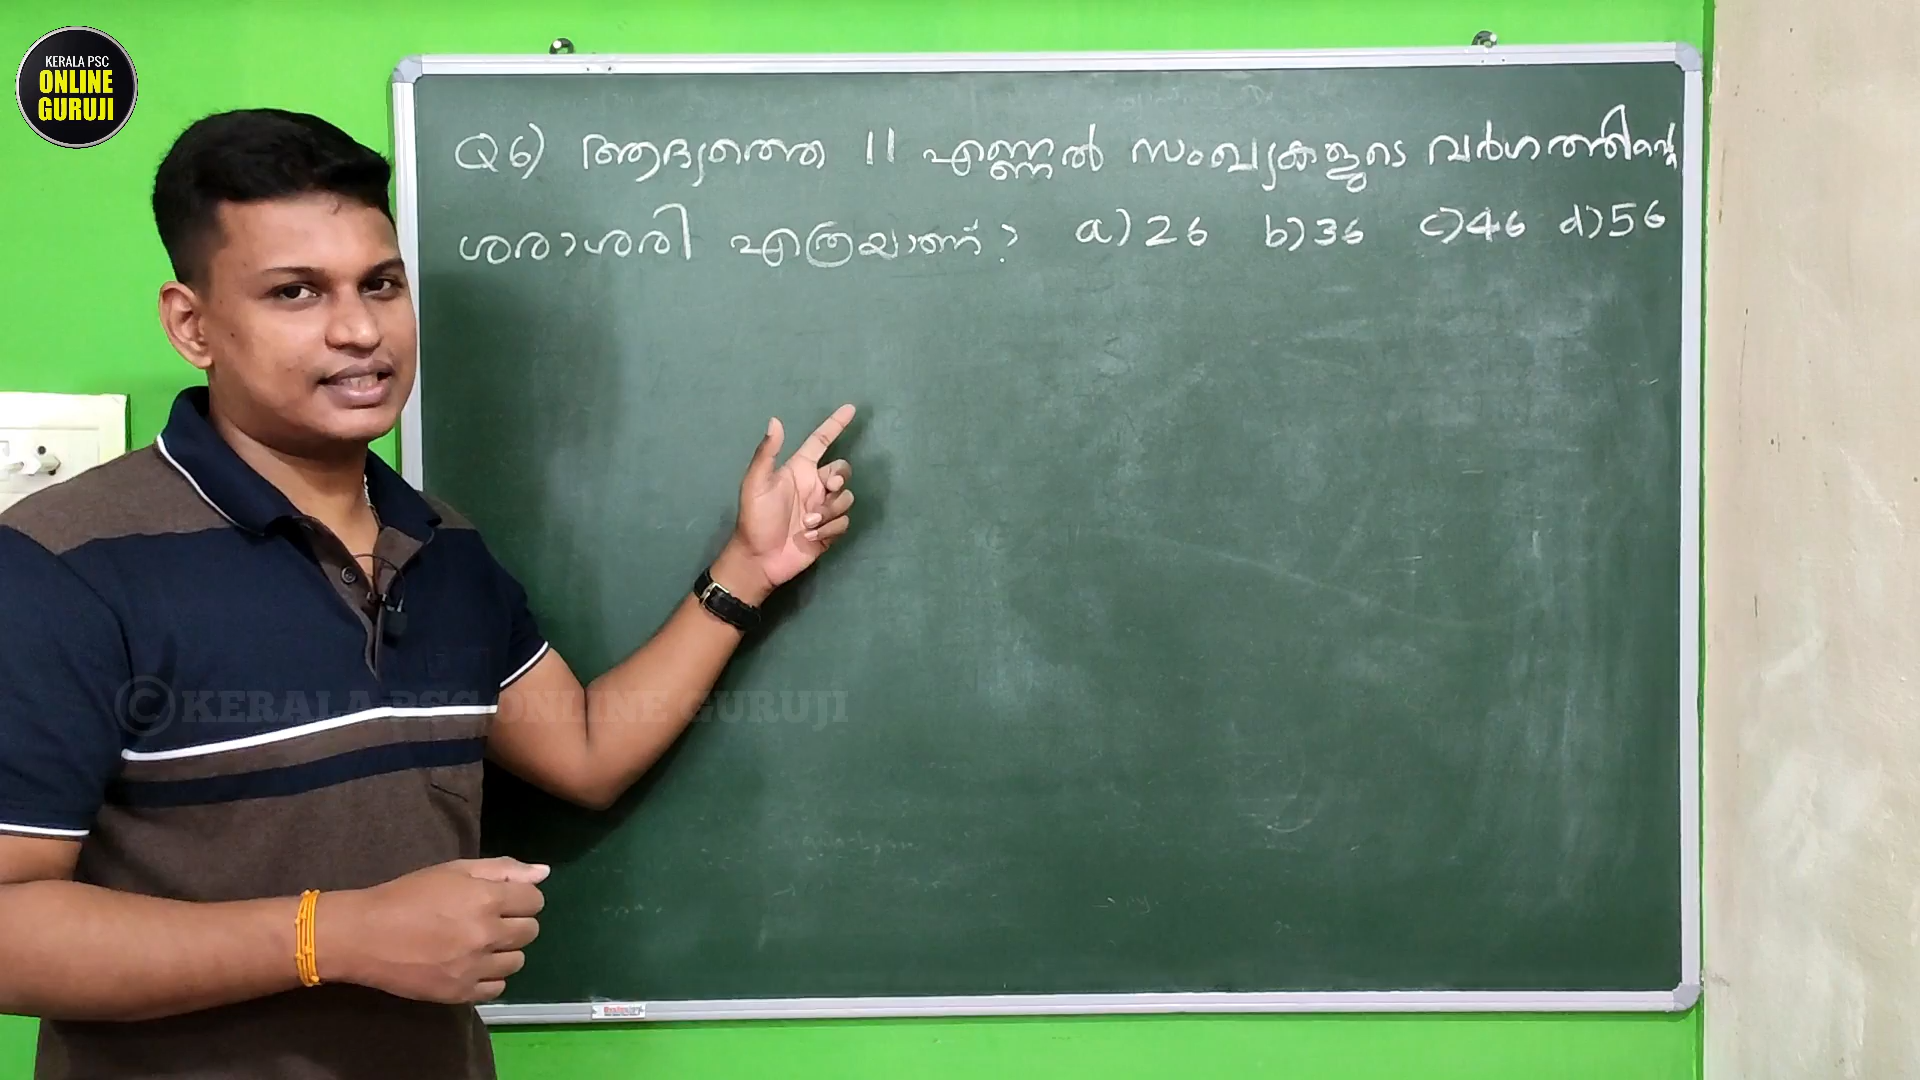 KERALA PSC
ONLINE
GURUJI
Q6) ആദ്യത്തെ 11 എണ്ണൽ സംഖ്യകളുടെ വർഗത്തിന്റെ
ശരാശരി എത്രയാണ്? a) 26 b) 36 c) 46 d) 56
©KERALA PSC ONLINE GURUJI